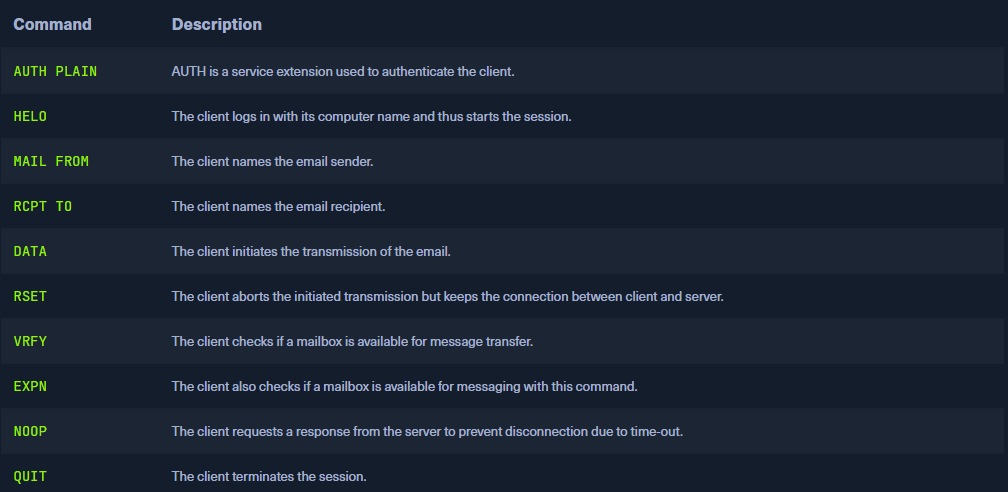 Command Description
AUTH PLAIN AUTH is a service extension used to authenticate the client.
HELO The client logs in with its computer name and thus starts the session.
MAIL FROM The client names the email sender.
RCPT TO The client names the email recipient.
DATA The client initiates the transmission of the email.
RSET The client aborts the initiated transmission but keeps the connection between client and server.
VRFY The client checks if a mailbox is available for message transfer.
EXPN The client also checks if a mailbox is available for messaging with this command.
NOOP The client requests a response from the server to prevent disconnection due to time-out.
QUIT The client terminates the session.